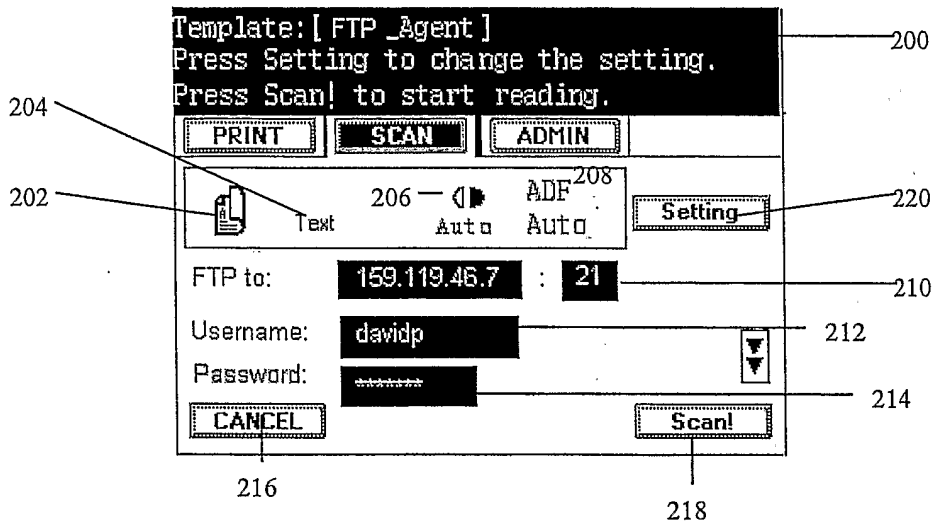 Template:[ FTP _Agent ]
200
Press Setting to change the setting.
Press Scan! to start reading.
204
PRINT SCAN ADMIN
202 206 ADF 208 220
Text Auto Auto Setting
FTP to: 159.119.46.7 : 21 210
Username: davidp 212
Password: ******* 214
CANCEL Scan!
216
218